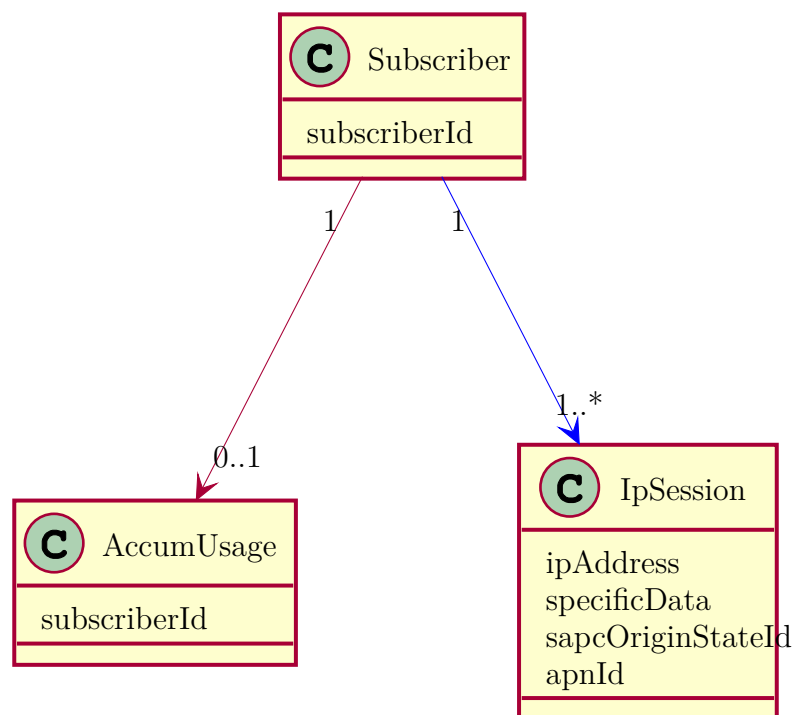 C Subscriber
subscriberId
1
1
1..*
0..1
C IpSession
C AccumUsage
ipAddress
specificData
subscriberId
sapcOriginStateId
apnId